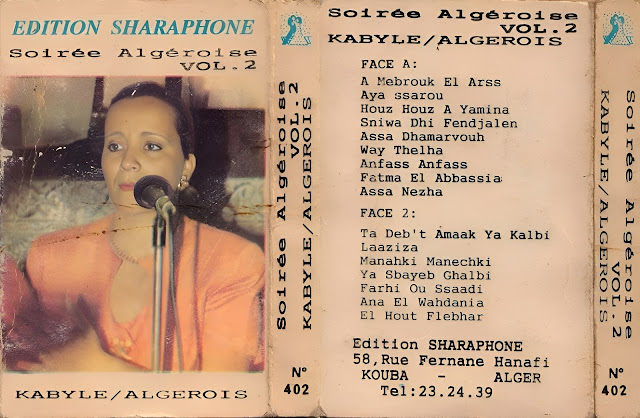 EDITION SHARAPHONE
Soirée Algéroise
VOL.2
KABYLE/ALGEROIS
Soirée Algéroise
VOL.2
KABYLE/ALGEROIS
N°
402
Soirée Algéroise
VOL.2
KABYLE/ALGEROIS
FACE A:
A Mebrouk El Arss
Aya ssarou
Houz Houz A Yamina
Sniwa Dhi Fendjalen
Assa Dhamarvouh
Way Thelha
Anfass Anfass
Fatma El Abbassia
Assa Nezha
FACE 2:
Ta Deb't Amaak Ya Kalbi
Laaziza
Manahki Manechki
Ya Sbayeb Ghalbi
Farhi Ou Ssaadi
Ana El Wahdania
El Hout Flebhar
Edition SHARAPHONE
58,Rue Fernane Hanafi
KOUBA - ALGER
Tel:23.24.39
Soirée Algéroise
VOL.2
KABYLE/ALGEROIS
N°
402